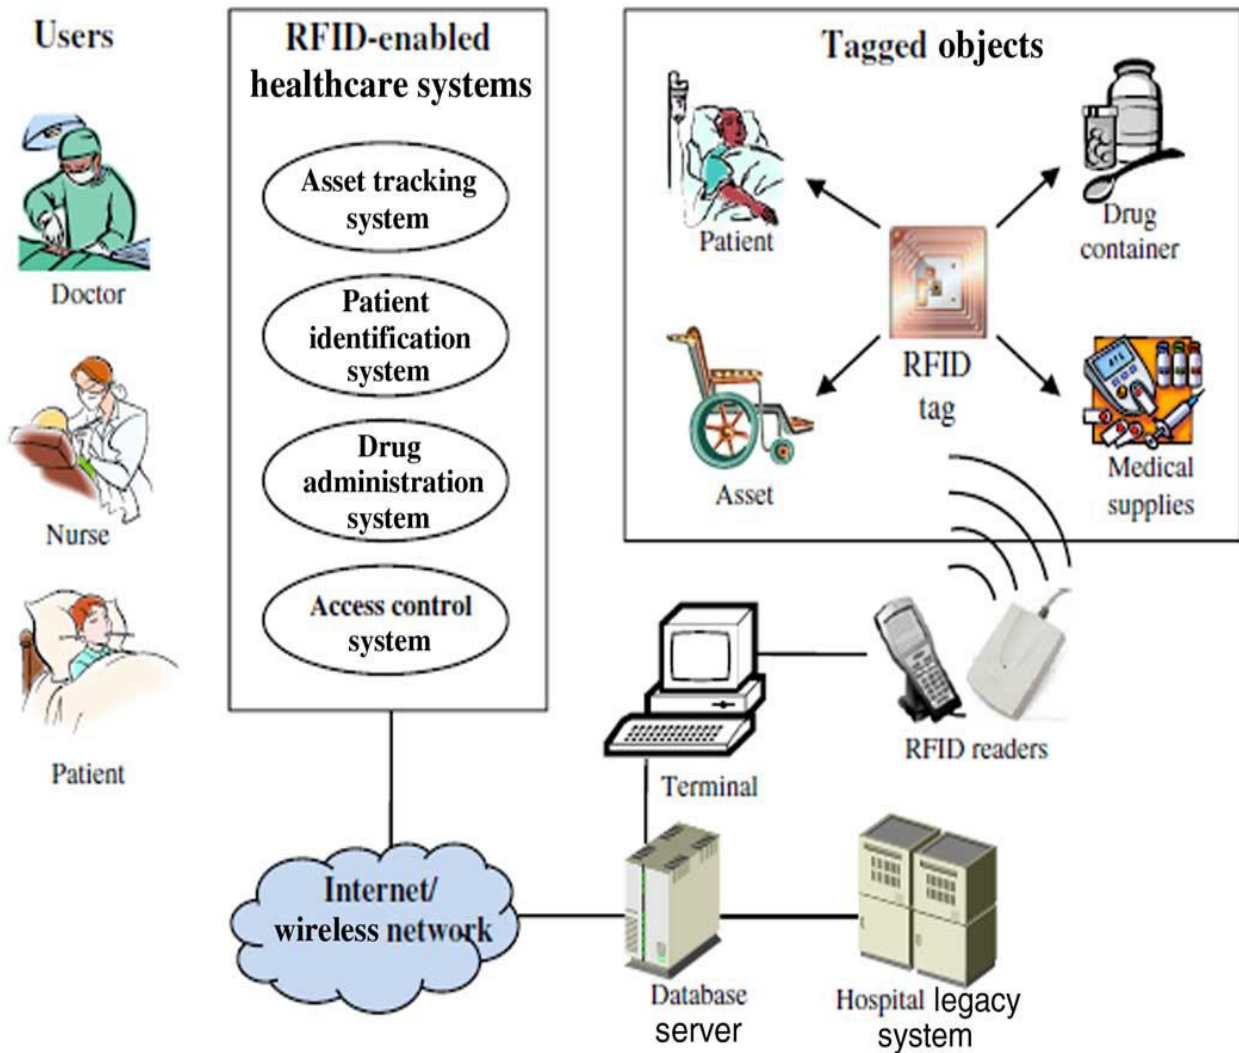 Users
Doctor
Nurse
Patient
RFID-enabled
healthcare systems
Asset tracking
system
Patient
identification
system
Drug
administration
system
Access control
system
Tagged objects
Patient
Drug
container
RFID
tag
Asset
Medical
supplies
Terminal
RFID readers
Internet/
wireless network
Database
server
Hospital legacy
system